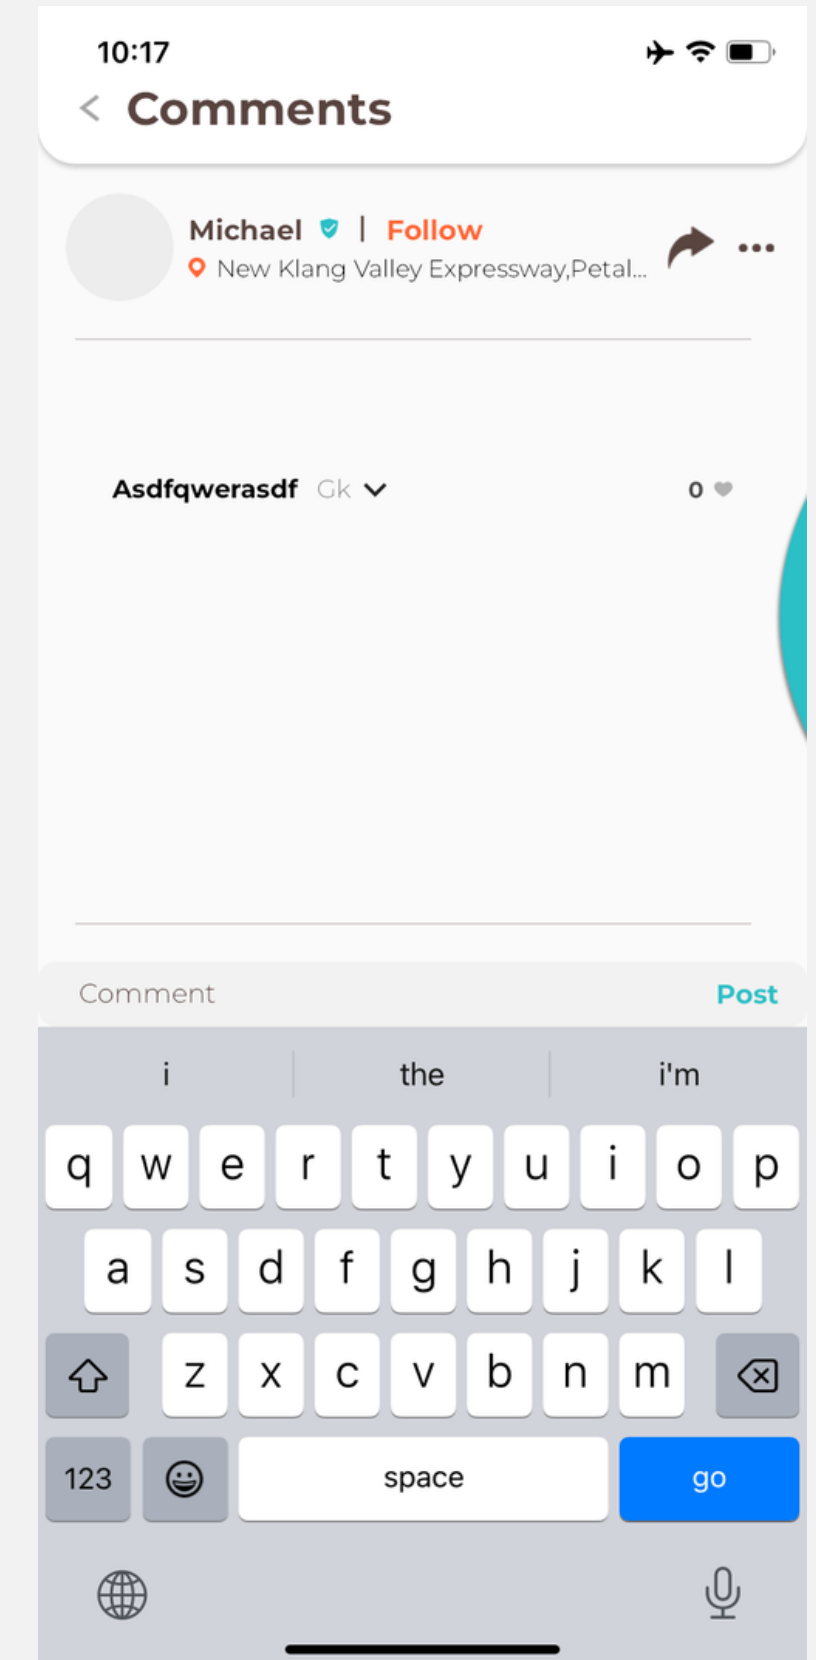 10:17
< Comments
Michael | Follow
New Klang Valley Expressway,Petal...
Asdfqwerasdf Gk 0
Comment Post
i the i'm
q w e r t y u i o p
a s d f g h j k l
z x c v b n m
123 space go